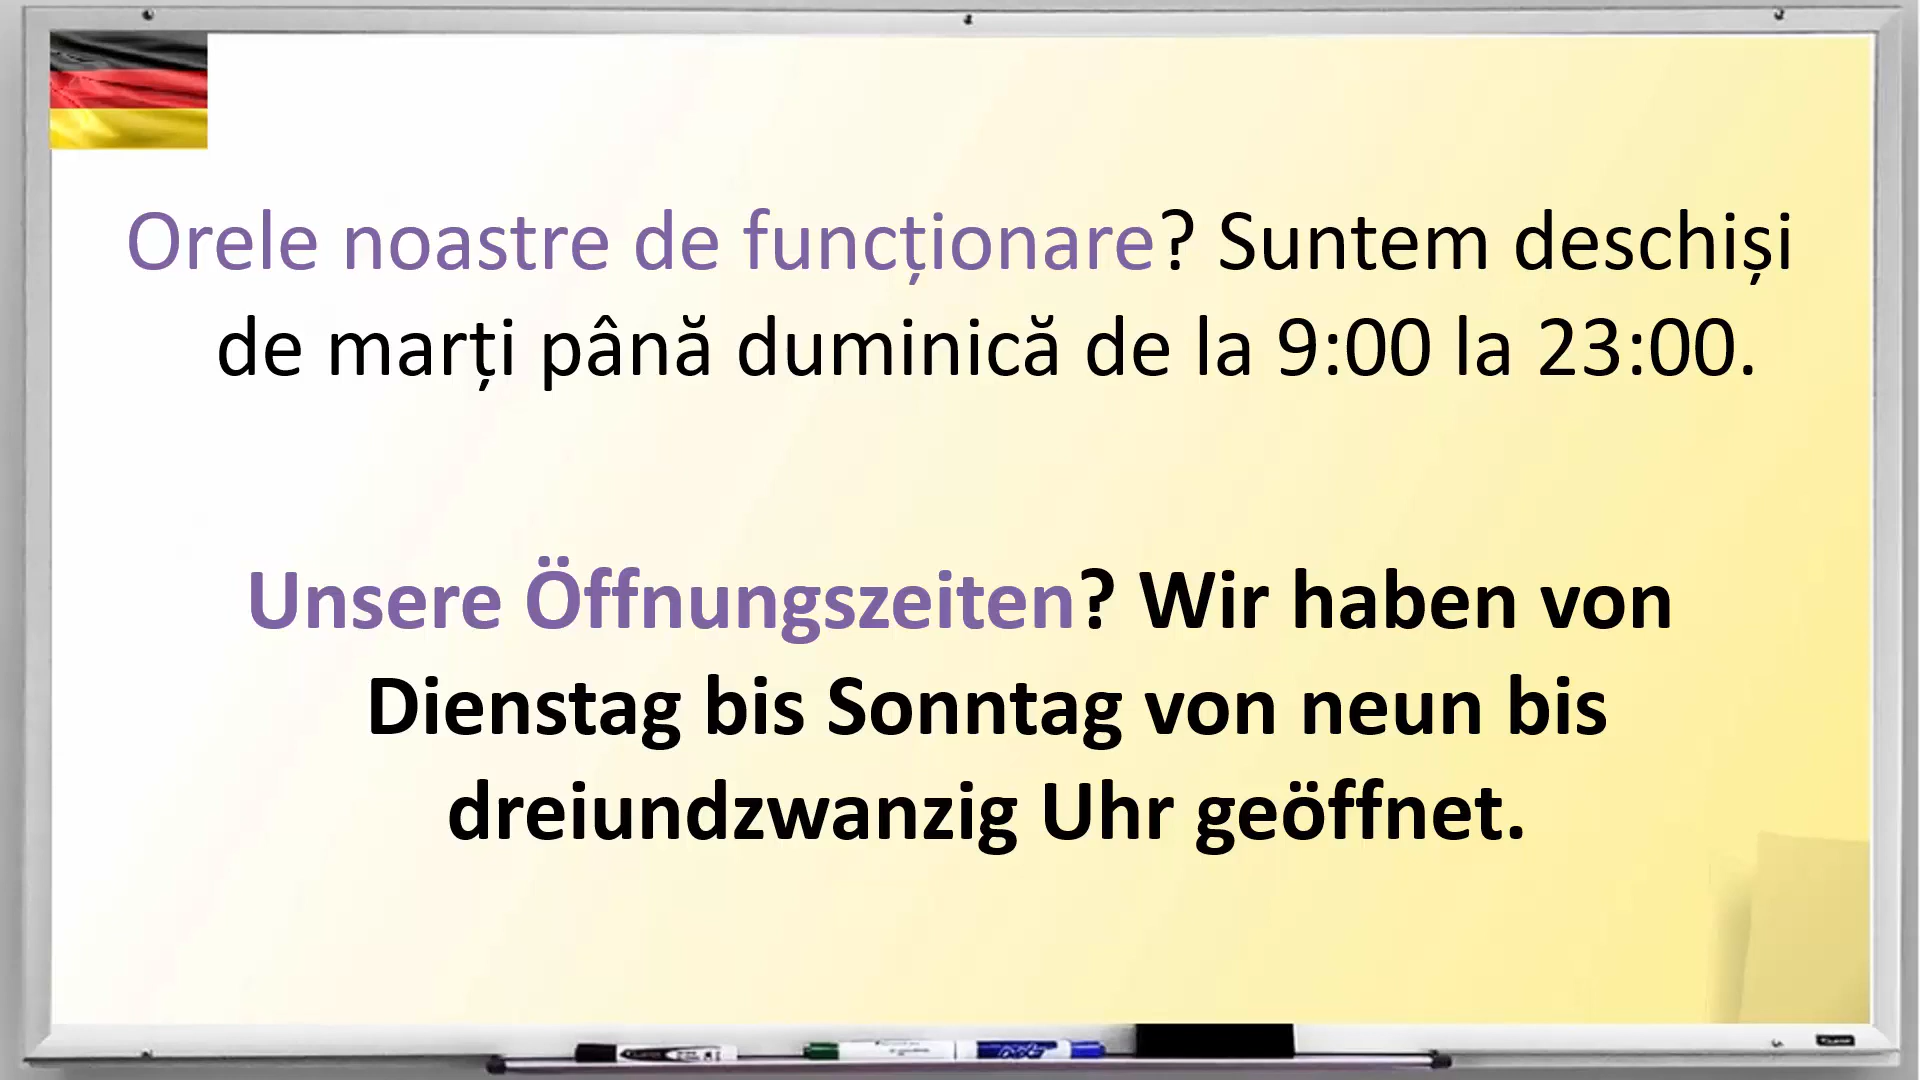 Orele noastre de funcționare? Suntem deschiși
de marți până duminică de la 9:00 la 23:00.
Unsere Öffnungszeiten? Wir haben von
Dienstag bis Sonntag von neun bis
dreiundzwanzig Uhr geöffnet.